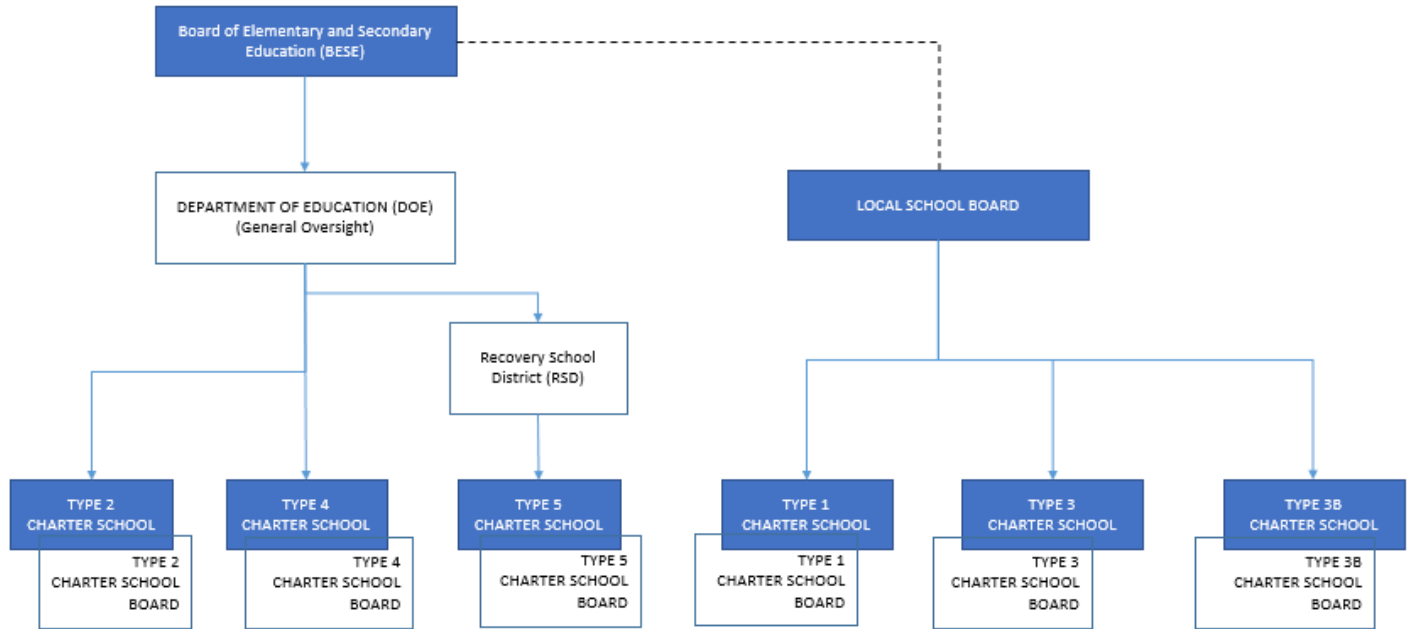 Board of Elementary and Secondary
Education (BESE)
DEPARTMENT OF EDUCATION (DOE)
(General Oversight)
LOCAL SCHOOL BOARD
Recovery School
District (RSD)
TYPE 2
CHARTER SCHOOL
TYPE 2
CHARTER SCHOOL
BOARD
TYPE 4
CHARTER SCHOOL
TYPE 4
CHARTER SCHOOL
BOARD
TYPE 5
CHARTER SCHOOL
TYPE 5
CHARTER SCHOOL
BOARD
TYPE 1
CHARTER SCHOOL
TYPE 1
CHARTER SCHOOL
BOARD
TYPE 3
CHARTER SCHOOL
TYPE 3
CHARTER SCHOOL
BOARD
TYPE 3B
CHARTER SCHOOL
TYPE 3B
CHARTER SCHOOL
BOARD